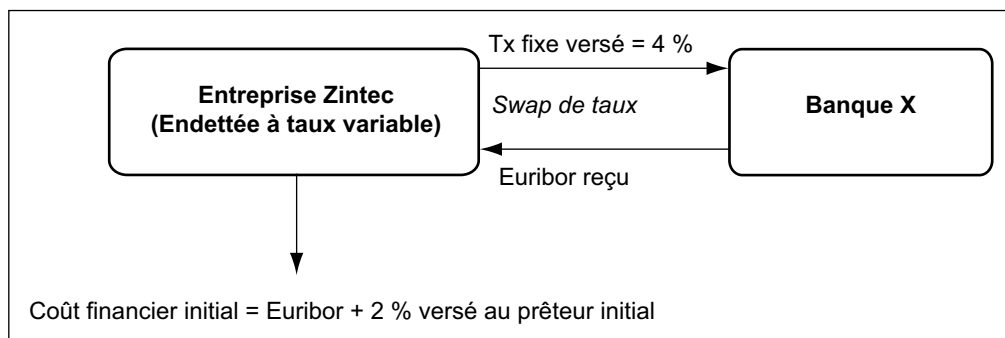 Tx fixe versé = 4 %
Entreprise Zintec
(Endettée à taux variable)
Swap de taux
Banque X
Euribor reçu
Coût financier initial = Euribor + 2 % versé au prêteur initial